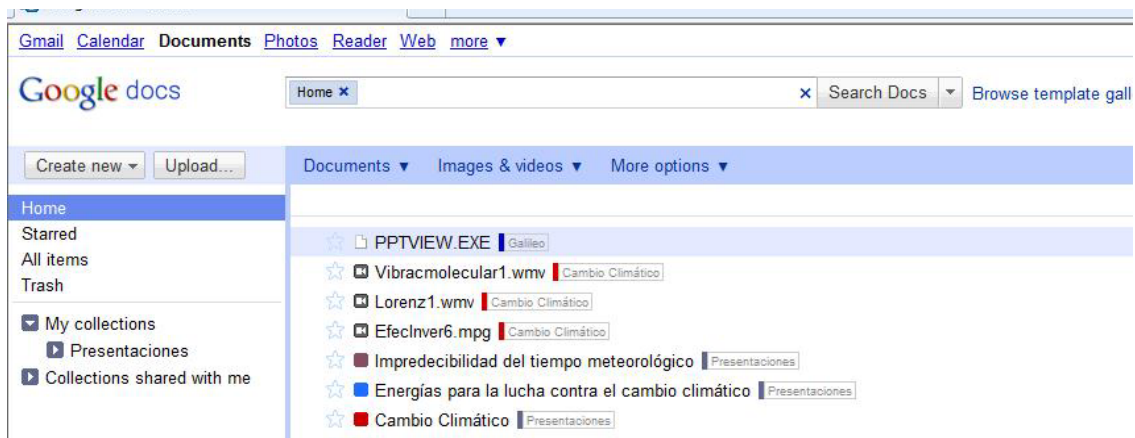 Gmail Calendar Documents Photos Reader Web more ▼
Google docs
Home × × Search Docs ▼ Browse template gall
Create new ▼ Upload...
Documents ▼ Images & videos ▼ More options ▼
Home
Starred
All items
Trash
My collections
Presentaciones
Collections shared with me
PPTVIEW.EXE Galileo
Vibracmolecular1.wmv Cambio Climático
Lorenz1.wmv Cambio Climático
EfecInver6.mpg Cambio Climático
Impredecibilidad del tiempo meteorológico Presentaciones
Energías para la lucha contra el cambio climático Presentaciones
Cambio Climático Presentaciones